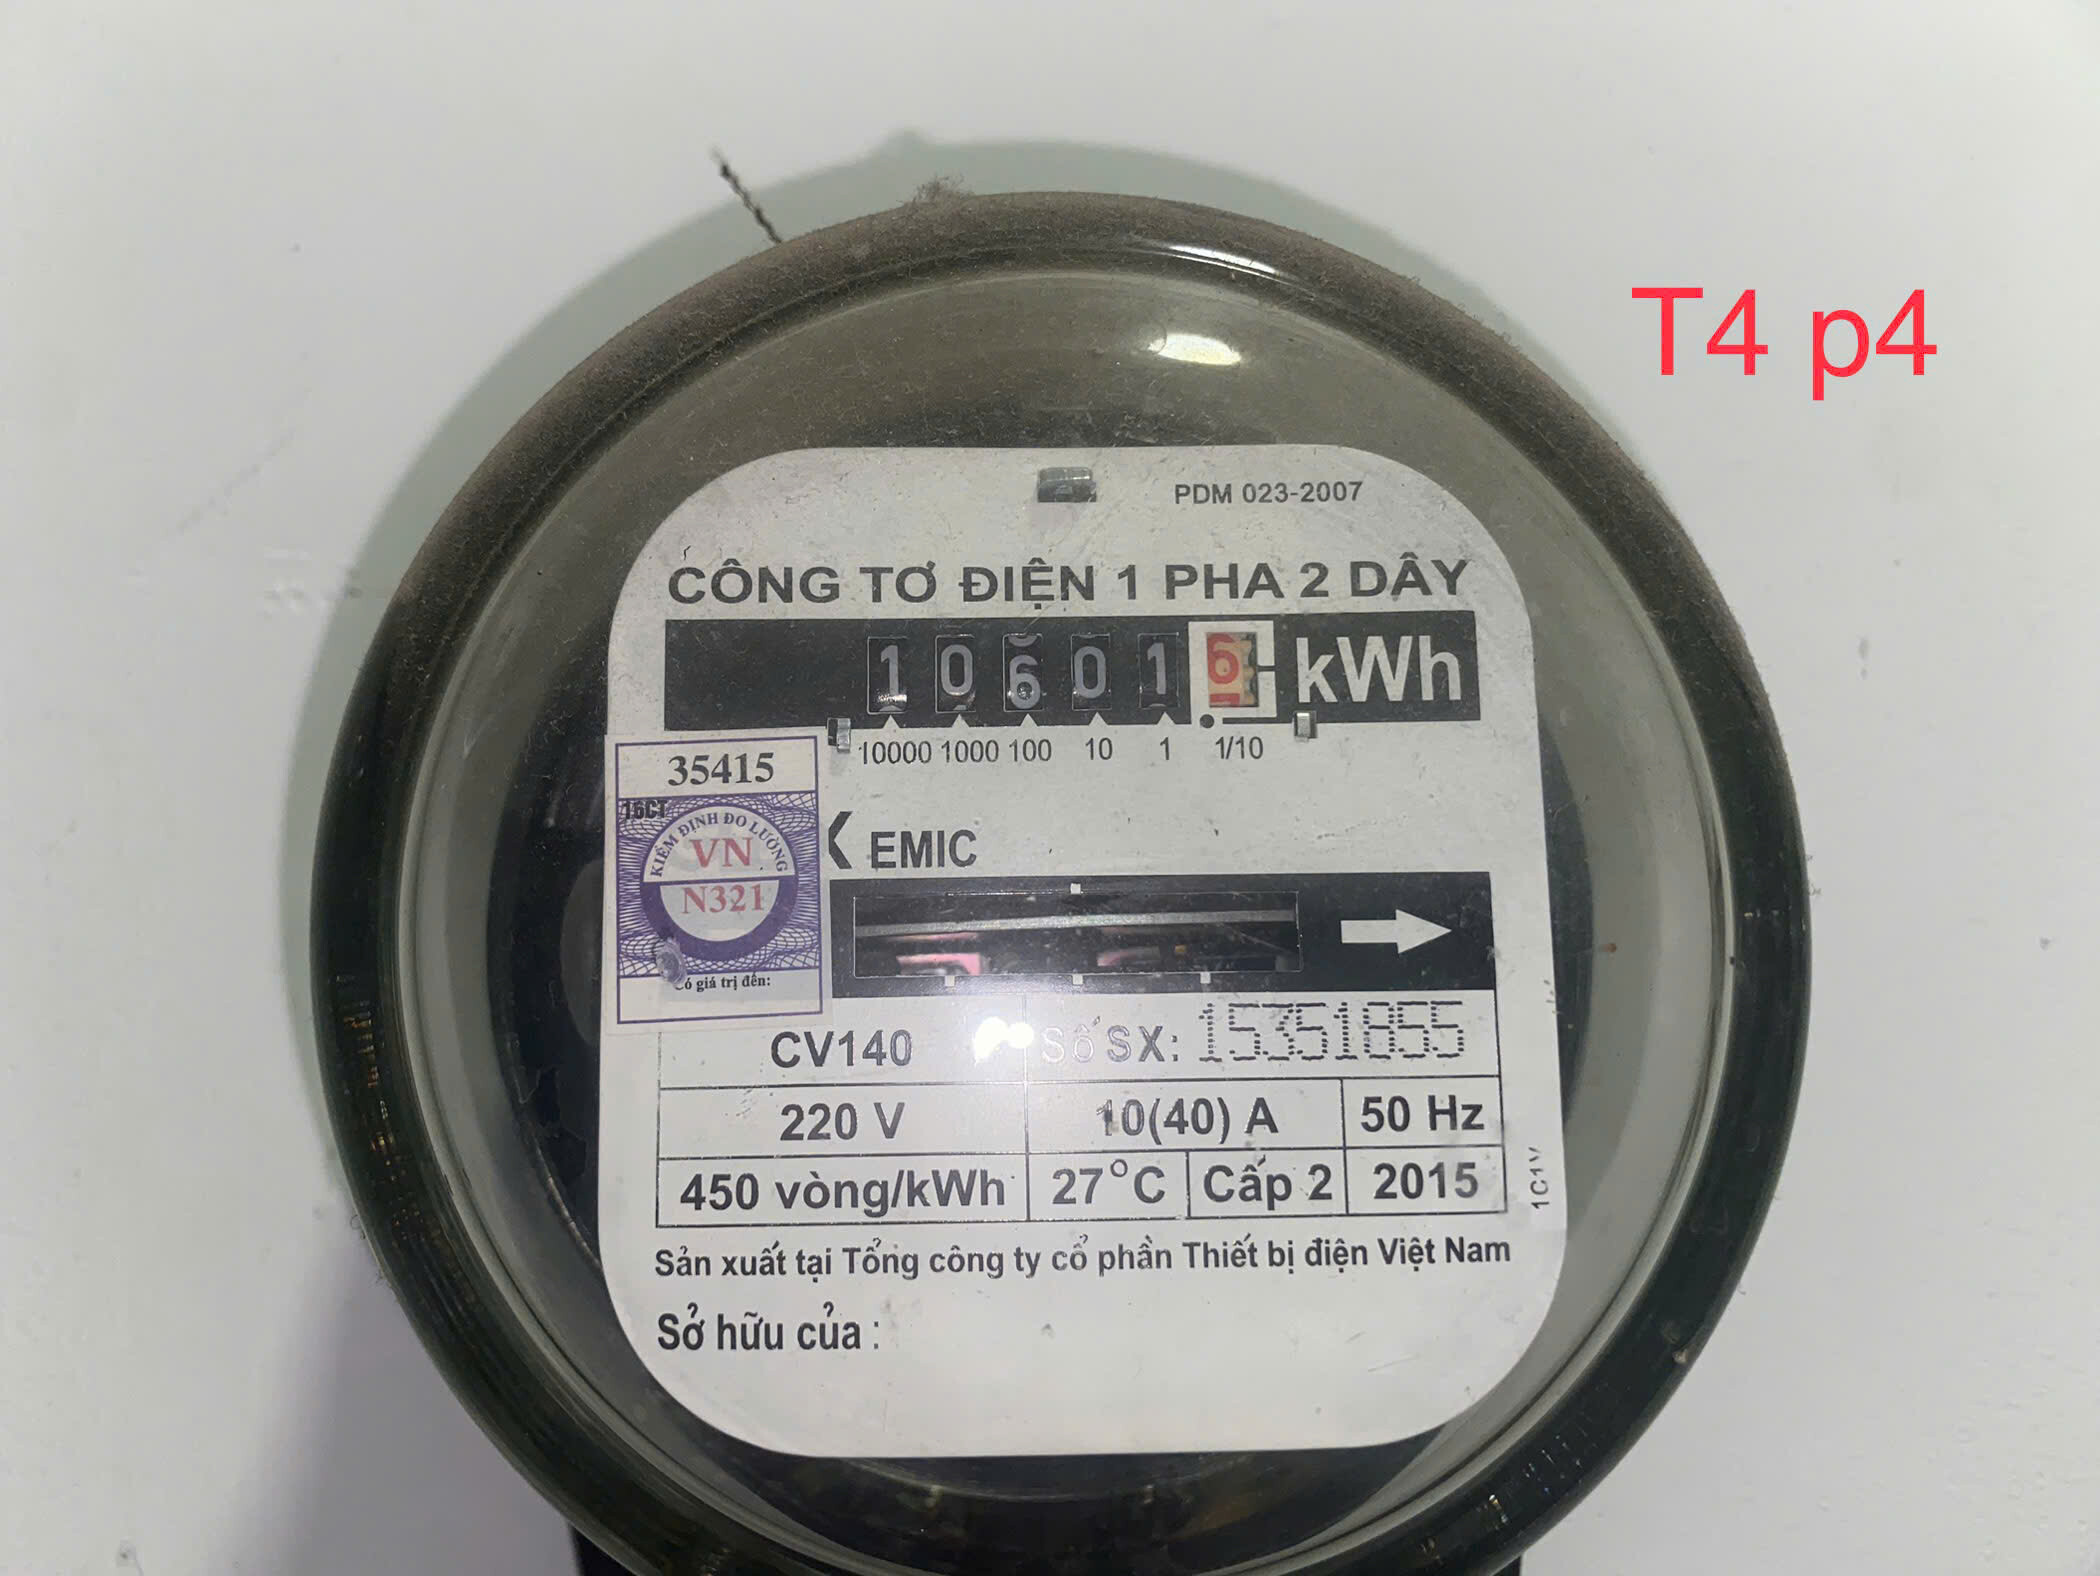 T4 p4
PDM 023-2007
CÔNG TƠ ĐIỆN 1 PHA 2 DÂY
1 0 6 0 1 6 kWh
10000 1000 100 10 1 1/10
35415
16CT
KIỂM ĐỊNH ĐO LƯỜNG
VN
N321
Có giá trị đến:
EMIC
CV140 Số SX: 15351855
220 V 10(40) A 50 Hz
450 vòng/kWh 27°C Cấp 2 2015
1C1V
Sản xuất tại Tổng công ty cổ phần Thiết bị điện Việt Nam
Sở hữu của :